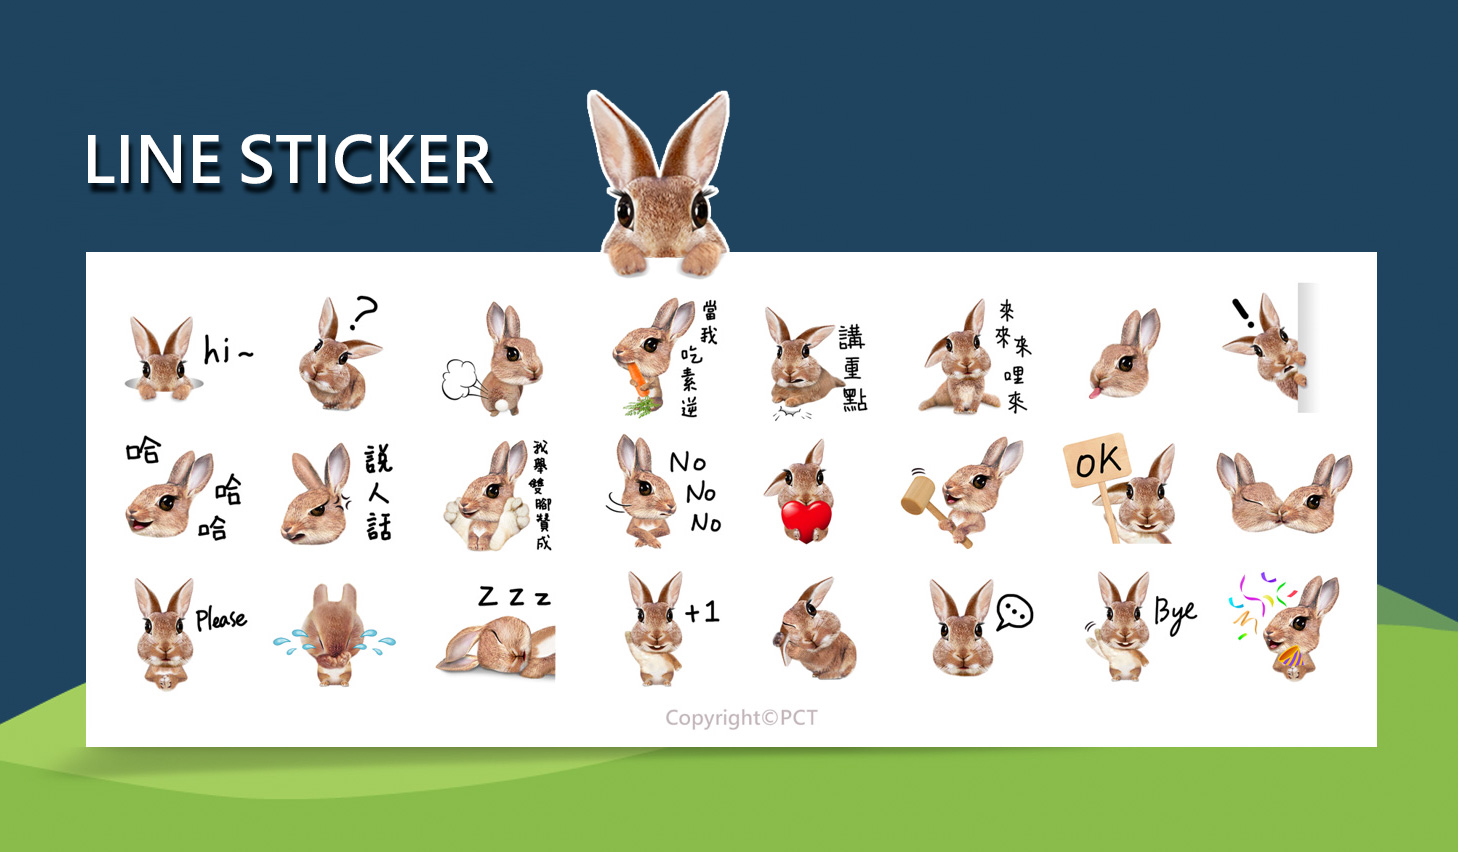 LINE STICKER
hi~
?
當我
吃素逆
講重點
來來來哩來
!
哈
哈
哈
說人話
我舉雙腳贊成
No
No
No
OK
Please
Z Z Z
+1
Bye
Copyright©PCT